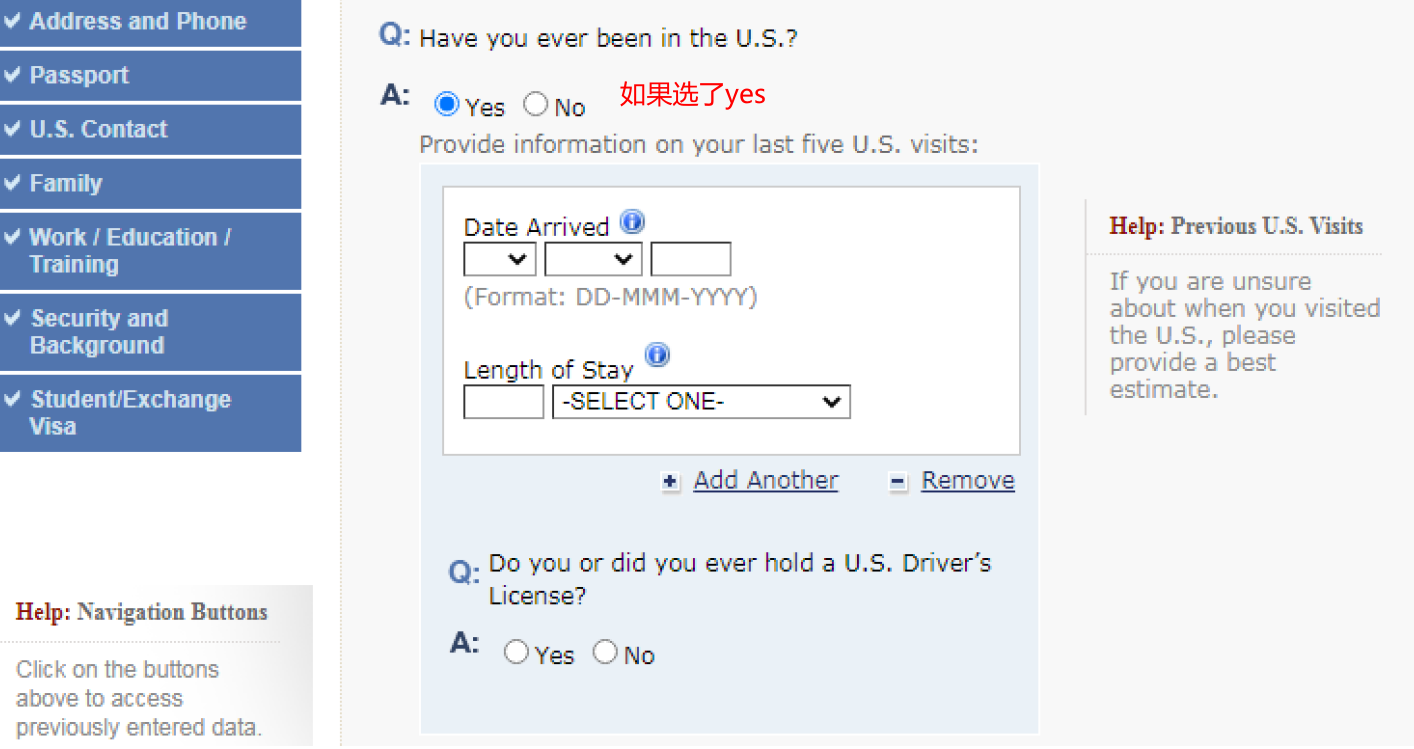 Address and Phone
Passport
U.S. Contact
Family
Work / Education /
Training
Security and
Background
Student/Exchange
Visa
Help: Navigation Buttons
Click on the buttons
above to access
previously entered data.
Q: Have you ever been in the U.S.?
A: Yes No 如果选了yes
Provide information on your last five U.S. visits:
Date Arrived
(Format: DD-MMM-YYYY)
Length of Stay
-SELECT ONE-
Add Another Remove
Q: Do you or did you ever hold a U.S. Driver's
License?
A: Yes No
Help: Previous U.S. Visits
If you are unsure
about when you visited
the U.S., please
provide a best
estimate.